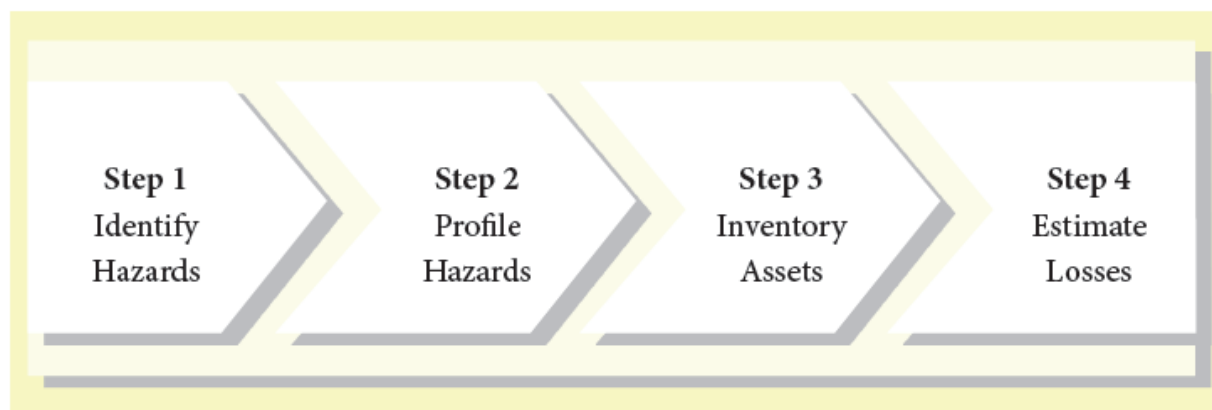 Step 1
Identify
Hazards
Step 2
Profile
Hazards
Step 3
Inventory
Assets
Step 4
Estimate
Losses